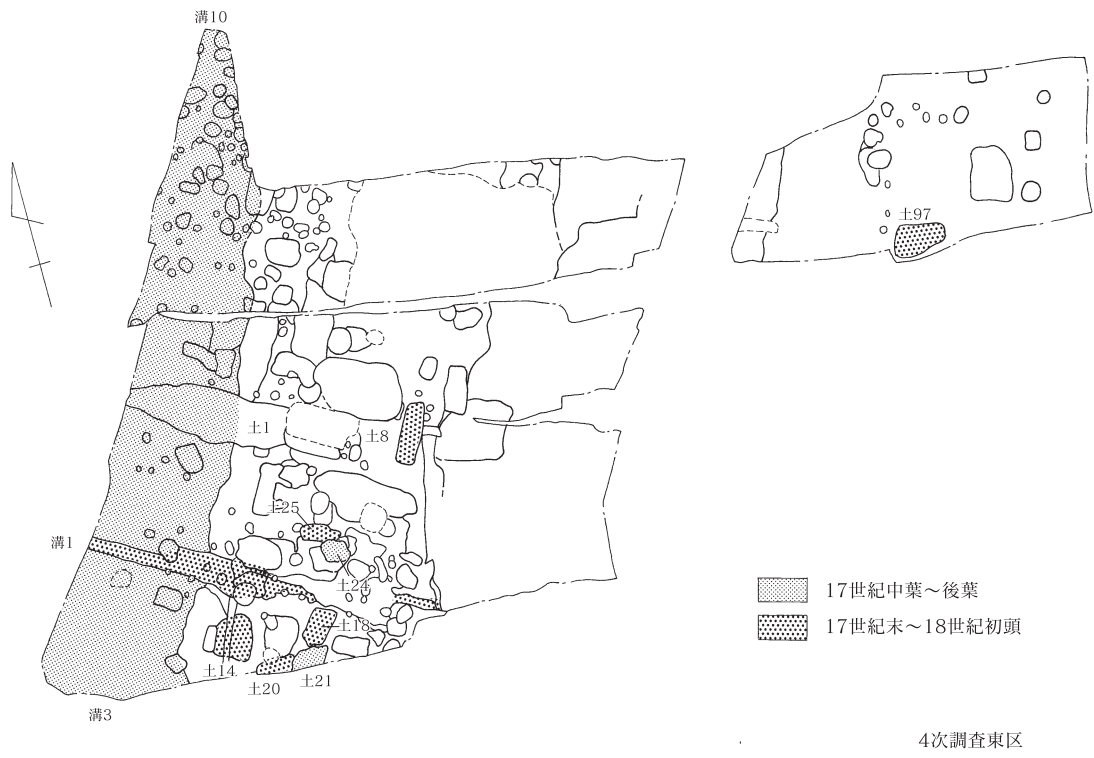 溝10
土97
土1
土8
土25
溝1
土24
17世紀中葉～後葉
17世紀末～18世紀初頭
土18
土14
土21
土20
溝3
4次調査東区